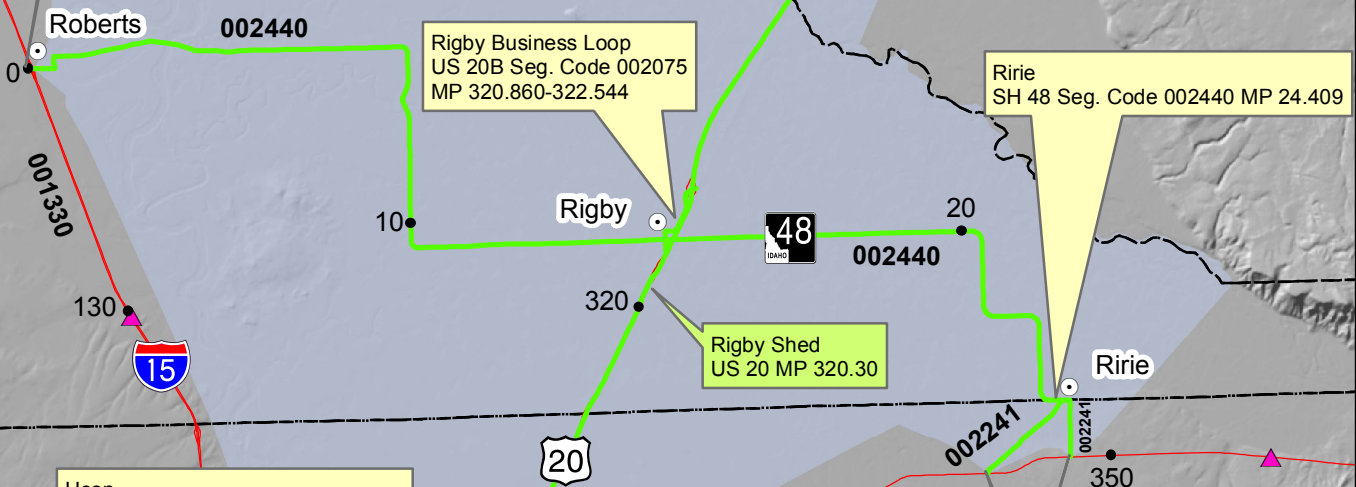 Roberts
002440
0
Rigby Business Loop
US 20B Seg. Code 002075
MP 320.860-322.544
Ririe
SH 48 Seg. Code 002440 MP 24.409
001330
10
Rigby
48
IDAHO
20
002440
130
320
15
Rigby Shed
US 20 MP 320.30
Ririe
002241
002241
20
350